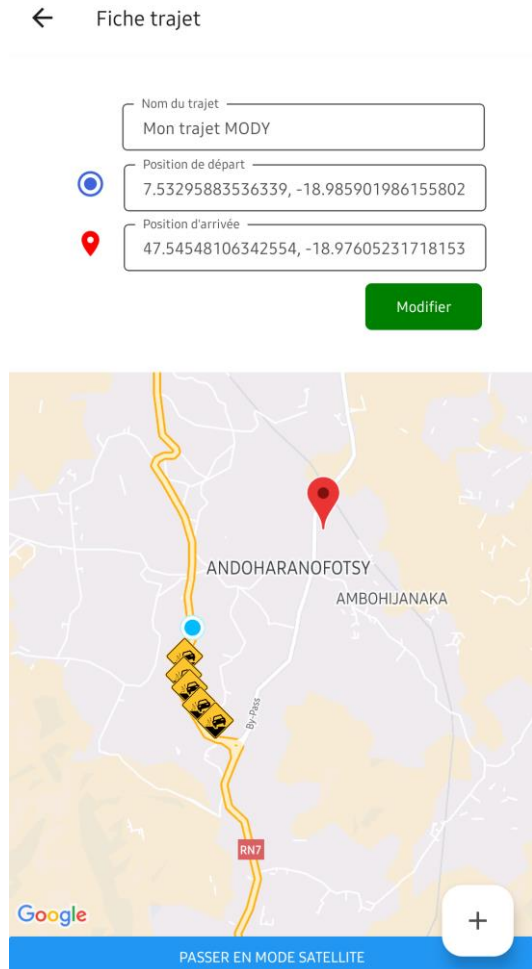 Fiche trajet
Nom du trajet
Mon trajet MODY
Position de départ
7.53295883536339, -18.985901986155802
Position d'arrivée
47.54548106342554, -18.97605231718153
Modifier
ANDOHARANOFOTSY
AMBOHIJANAKA
By-Pass
RN7
Google
+
PASSER EN MODE SATELLITE